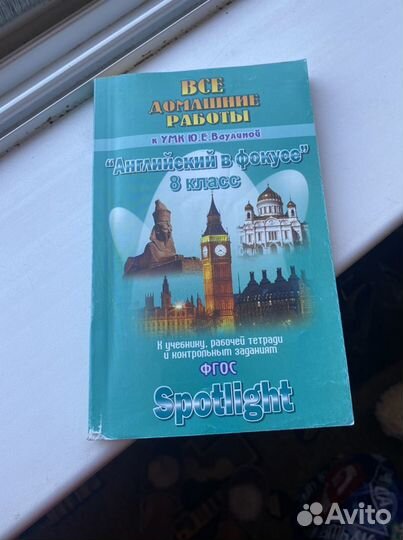 ВСЕ
ДОМАШНИЕ
РАБОТЫ
к УМК Ю.Е.Ваулиной
"Английский в фокусе"
8 класс
К учебнику, рабочей тетради
и контрольным заданиям
ФГОС
Spotlight
Avito